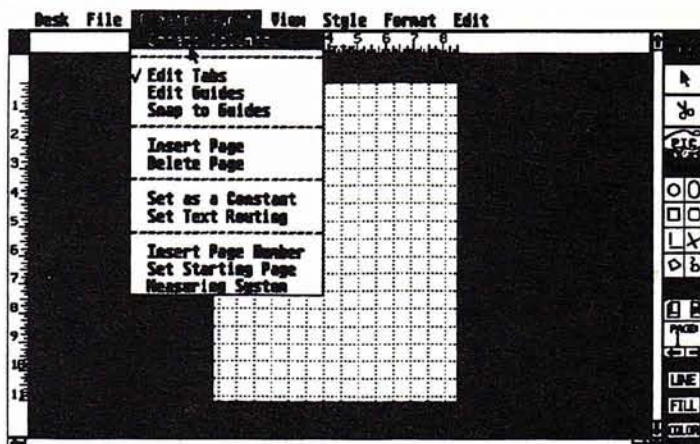 Desk File View Style Format Edit
4 5 6 7 8
√ Edit Tabs
Edit Guides
Snap to Guides
Insert Page
Delete Page
Set as a Constant
Set Text Routing
Insert Page Number
Set Starting Page
Measuring System
1
2
3
4
5
6
7
8
9
10
11
LINE
FILL
COLOR